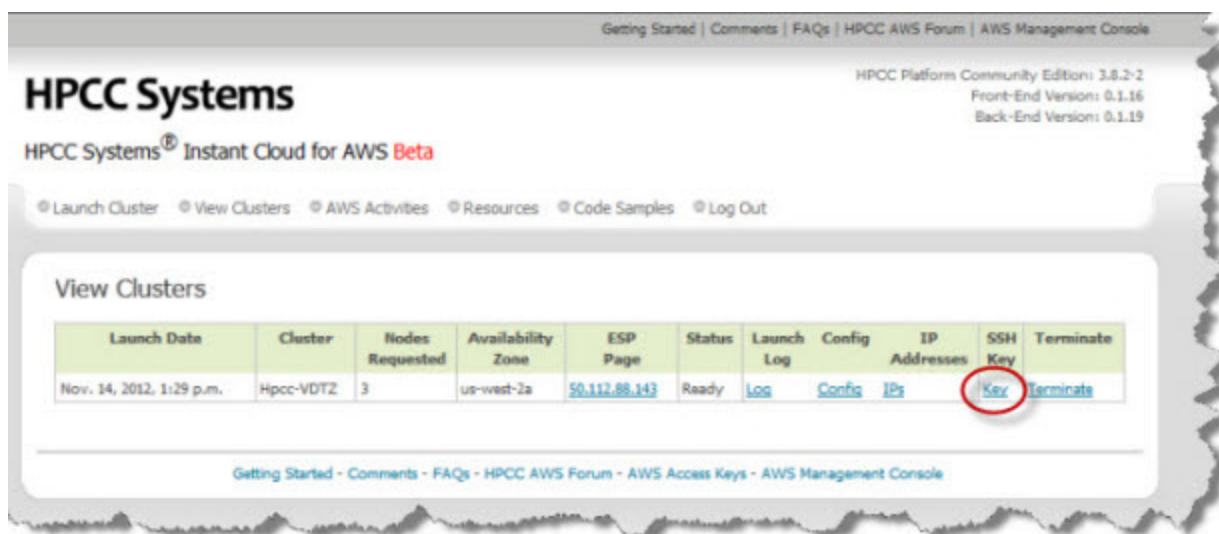 Getting Started | Comments | FAQs | HPCC AWS Forum | AWS Management Console
HPCC Platform Community Edition: 3.8.2-2
Front-End Version: 0.1.16
Back-End Version: 0.1.19
HPCC Systems
HPCC Systems® Instant Cloud for AWS Beta
Launch Cluster View Clusters AWS Activities Resources Code Samples Log Out
View Clusters
Launch Date Cluster Nodes Requested Availability Zone ESP Page Status Launch Log Config IP Addresses SSH Key Terminate
Nov. 14, 2012, 1:29 p.m. Hpcc-VDTZ 3 us-west-2a 50.112.88.143 Ready Log Config IPs Key Terminate
Getting Started - Comments - FAQs - HPCC AWS Forum - AWS Access Keys - AWS Management Console